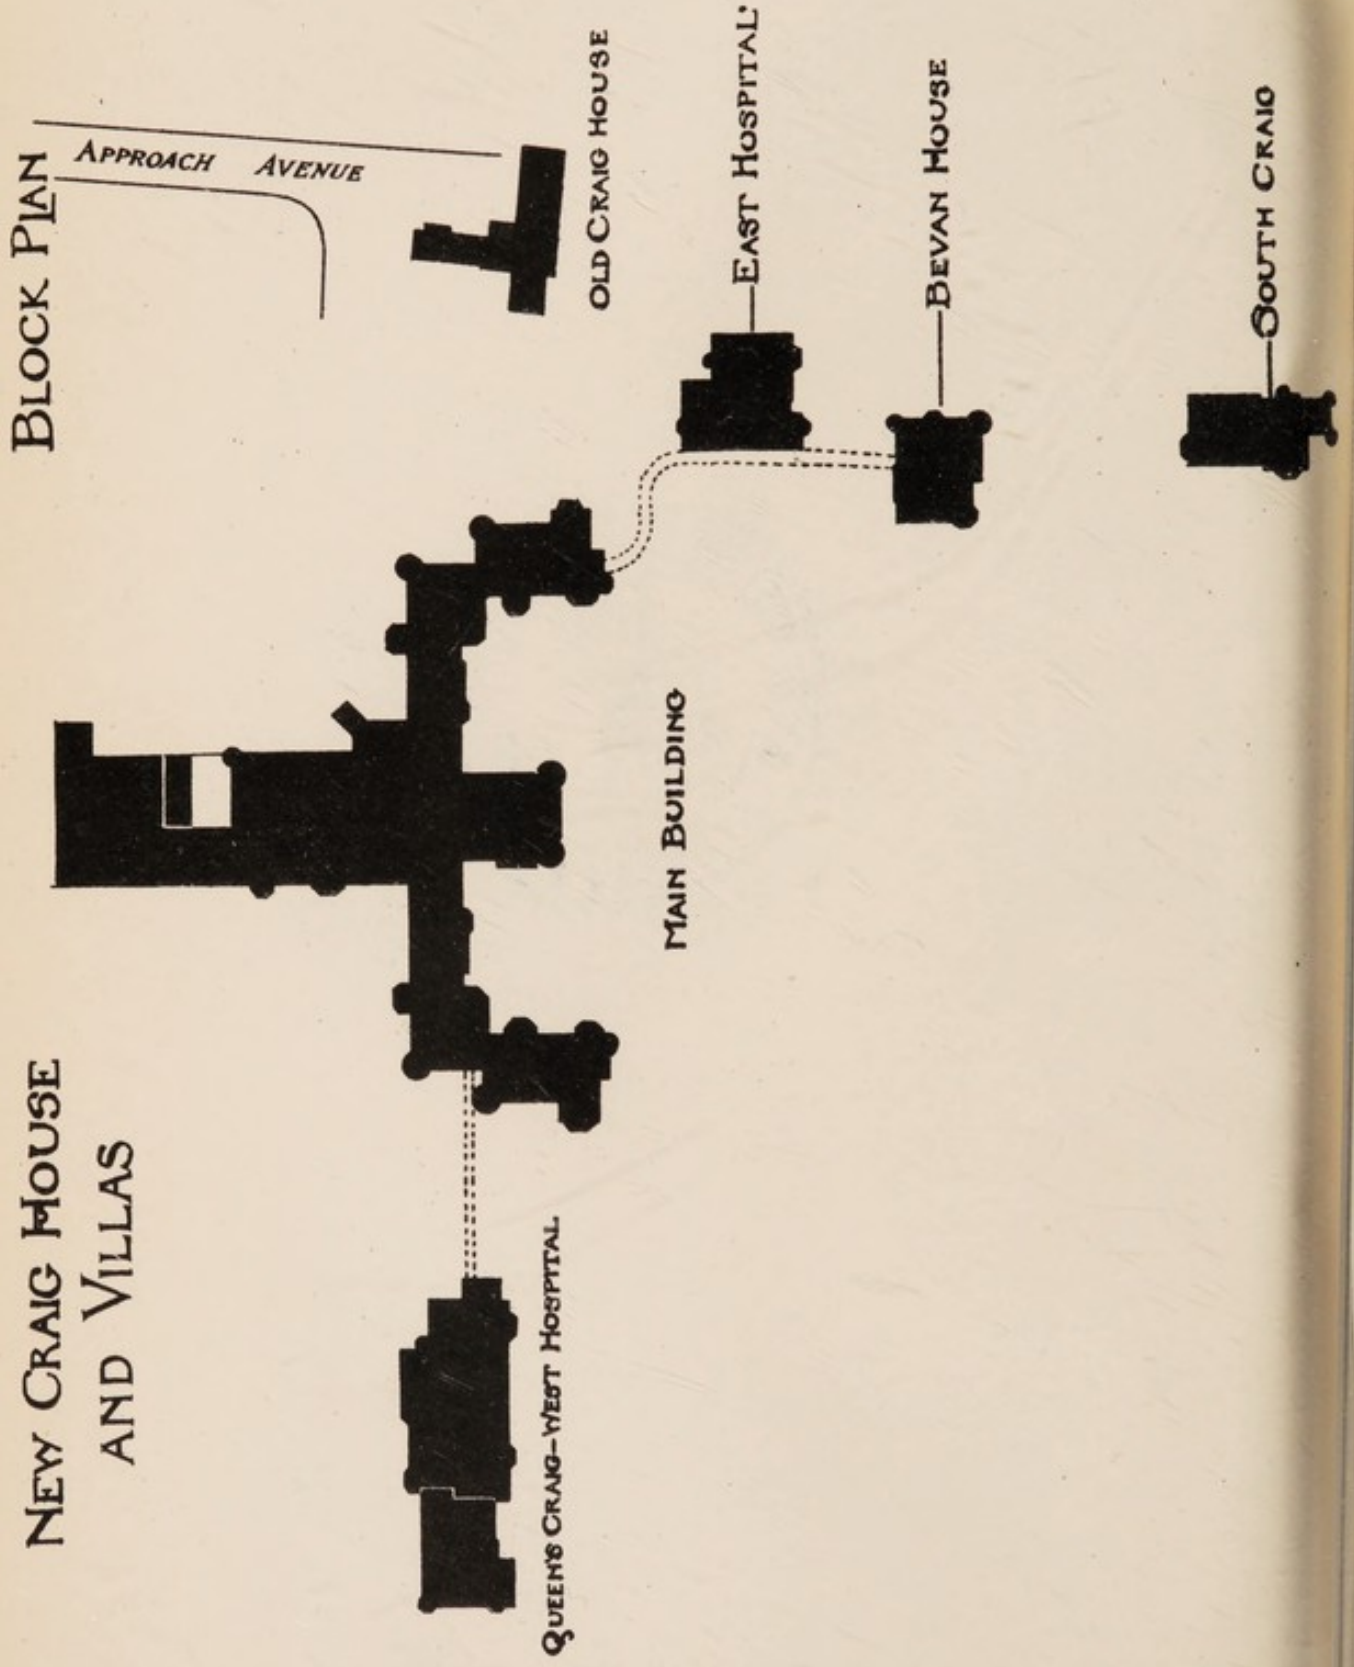 NEW CRAIG HOUSE
AND VILLAS
BLOCK PLAN
APPROACH AVENUE
OLD CRAIG HOUSE
EAST HOSPITAL
BEVAN HOUSE
SOUTH CRAIG
MAIN BUILDING
QUEEN'S CRAIG-WEST HOSPITAL